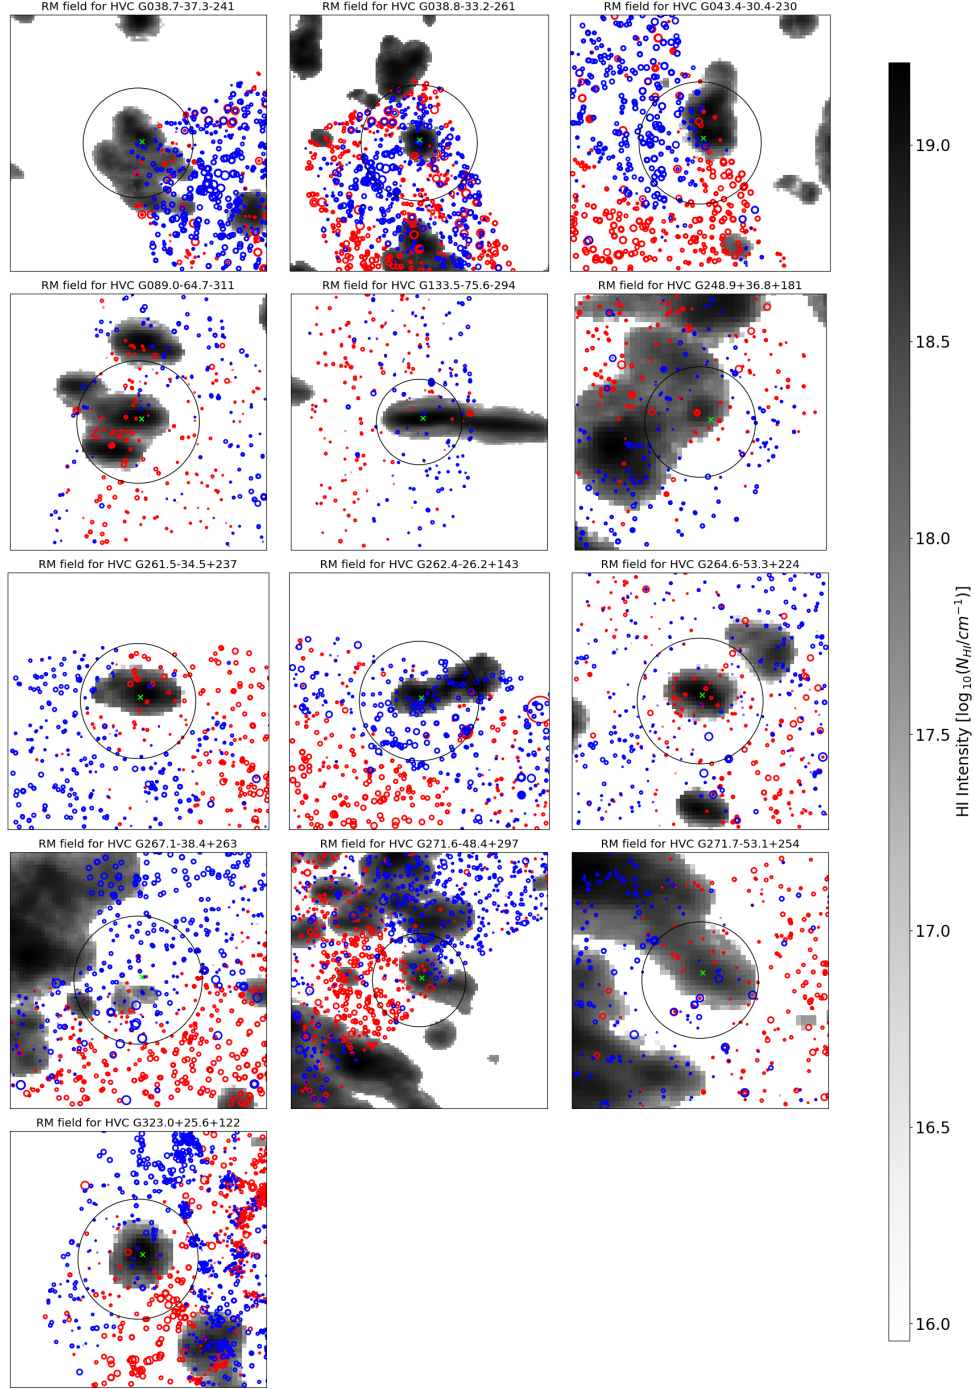 RM field for HVC G038.7-37.3-241
RM field for HVC G038.8-33.2-261
RM field for HVC G043.4-30.4-230
RM field for HVC G089.0-64.7-311
RM field for HVC G133.5-75.6-294
RM field for HVC G248.9+36.8+181
RM field for HVC G261.5-34.5+237
RM field for HVC G262.4-26.2+143
RM field for HVC G264.6-53.3+224
RM field for HVC G267.1-38.4+263
RM field for HVC G271.6-48.4+297
RM field for HVC G271.7-53.1+254
RM field for HVC G323.0+25.6+122
19.0
18.5
18.0
17.5
17.0
16.5
16.0
HI Intensity [log₁₀(N_{HI}/cm⁻¹)]